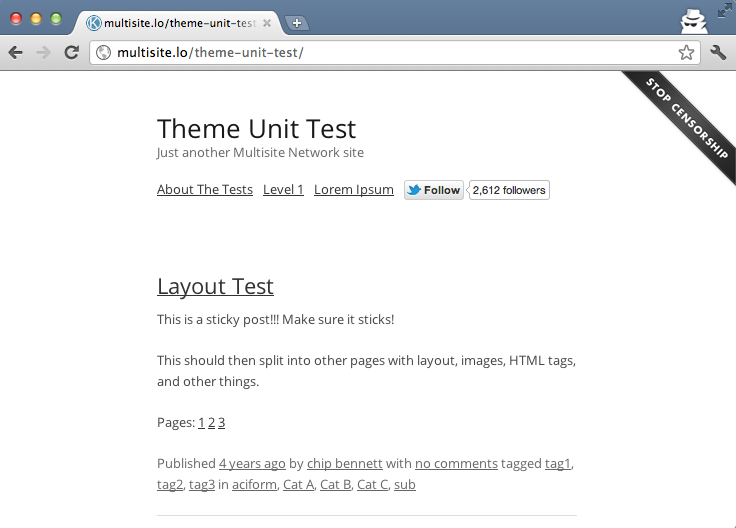 multisite.lo/theme-unit-test
multisite.lo/theme-unit-test/
STOP CENSORSHIP
Theme Unit Test
Just another Multisite Network site
About The Tests Level 1 Lorem Ipsum Follow 2,612 followers
Layout Test
This is a sticky post!!! Make sure it sticks!
This should then split into other pages with layout, images, HTML tags,
and other things.
Pages: 1 2 3
Published 4 years ago by chip bennett with no comments tagged tag1,
tag2, tag3 in aciform, Cat A, Cat B, Cat C, sub